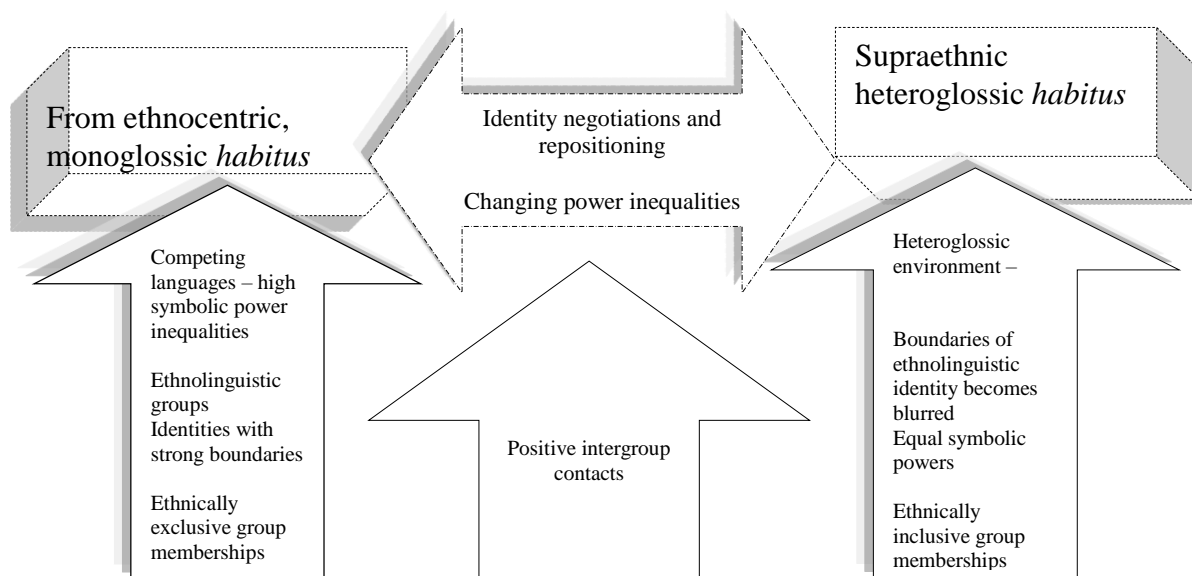 From ethnocentric,
monoglossic habitus
Identity negotiations and
repositioning
Changing power inequalities
Supraethnic
heteroglossic habitus
Competing
languages – high
symbolic power
inequalities
Ethnolinguistic
groups
Identities with
strong boundaries
Ethnically
exclusive group
memberships
Positive intergroup
contacts
Heteroglossic
environment –
Boundaries of
ethnolinguistic
identity becomes
blurred
Equal symbolic
powers
Ethnically
inclusive group
memberships